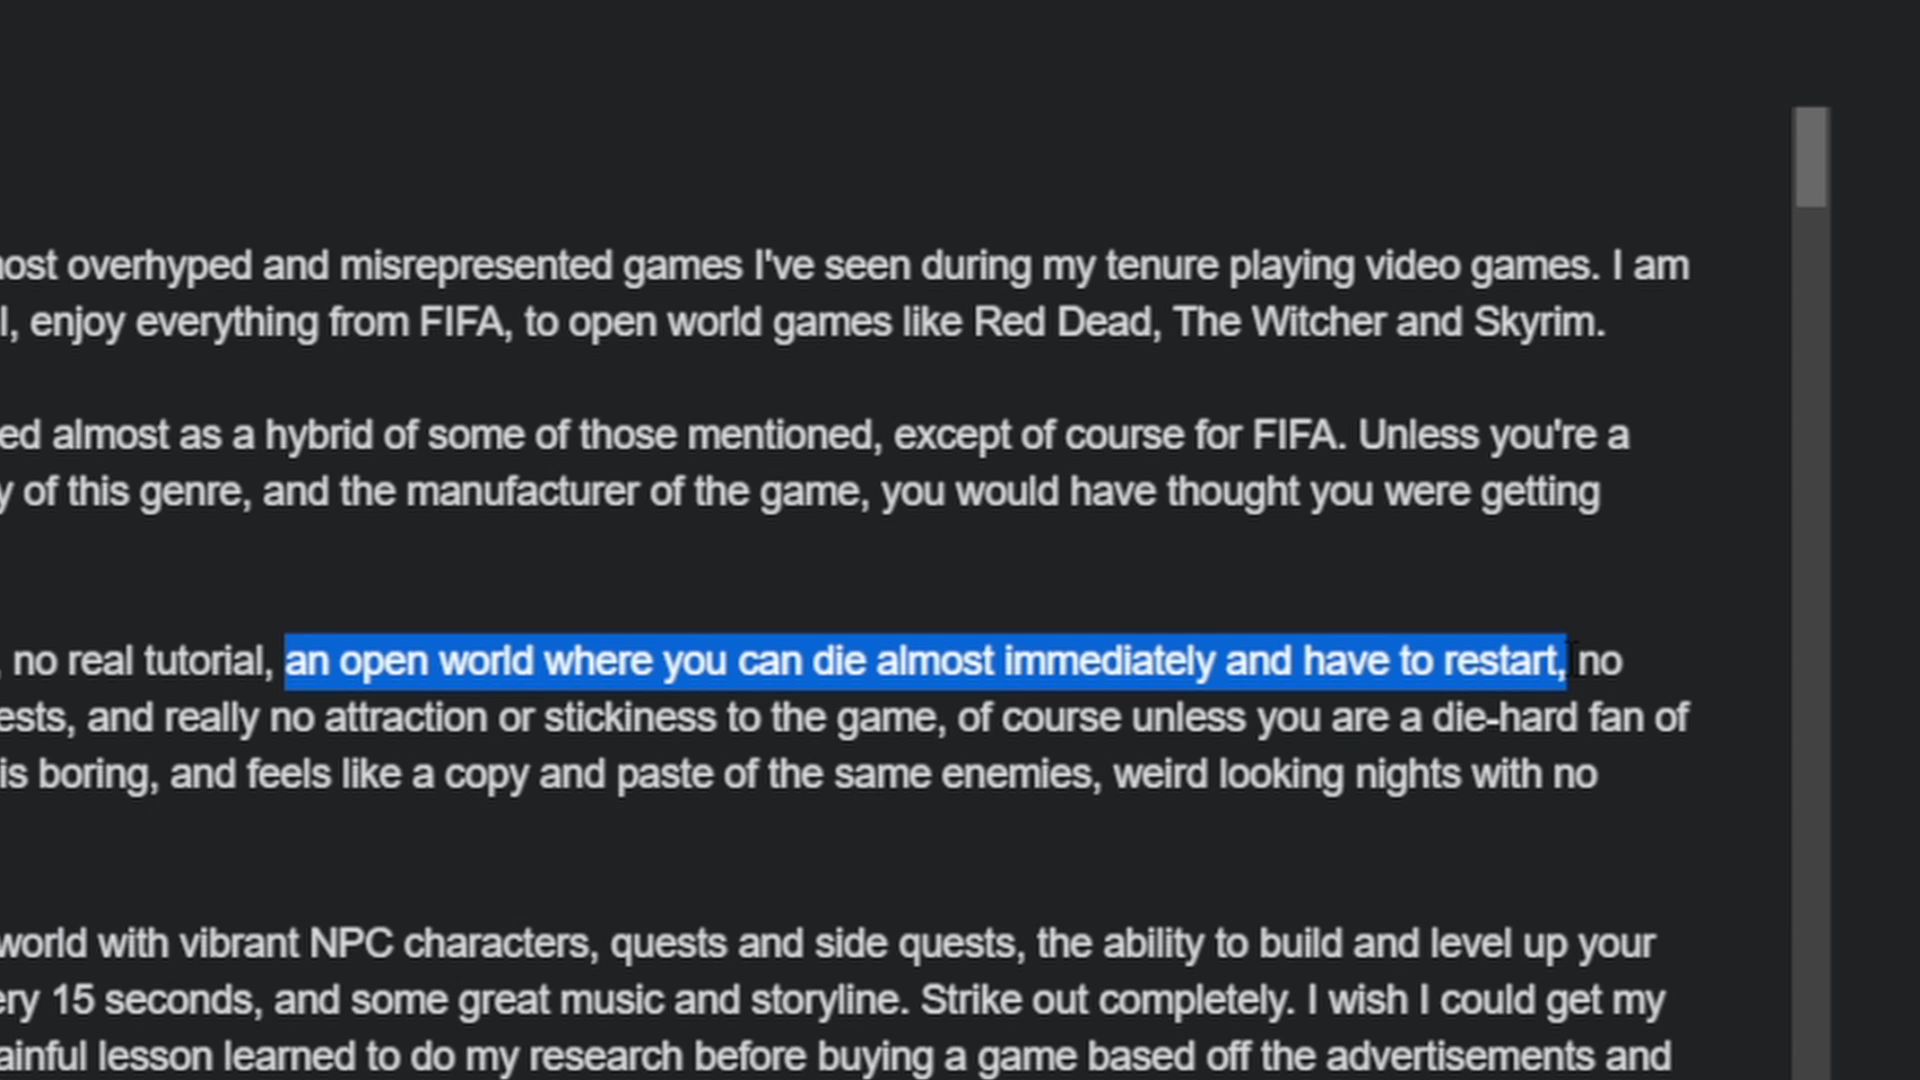 overhyped and misrepresented games I've seen during my tenure playing video games. I am
enjoy everything from FIFA, to open world games like Red Dead, The Witcher and Skyrim.
almost as a hybrid of some of those mentioned, except of course for FIFA. Unless you're a
of this genre, and the manufacturer of the game, you would have thought you were getting
no real tutorial, an open world where you can die almost immediately and have to restart, no
and really no attraction or stickiness to the game, of course unless you are a die-hard fan of
is boring, and feels like a copy and paste of the same enemies, weird looking nights with no
world with vibrant NPC characters, quests and side quests, the ability to build and level up your
15 seconds, and some great music and storyline. Strike out completely. I wish I could get my
lesson learned to do my research before buying a game based off the advertisements and